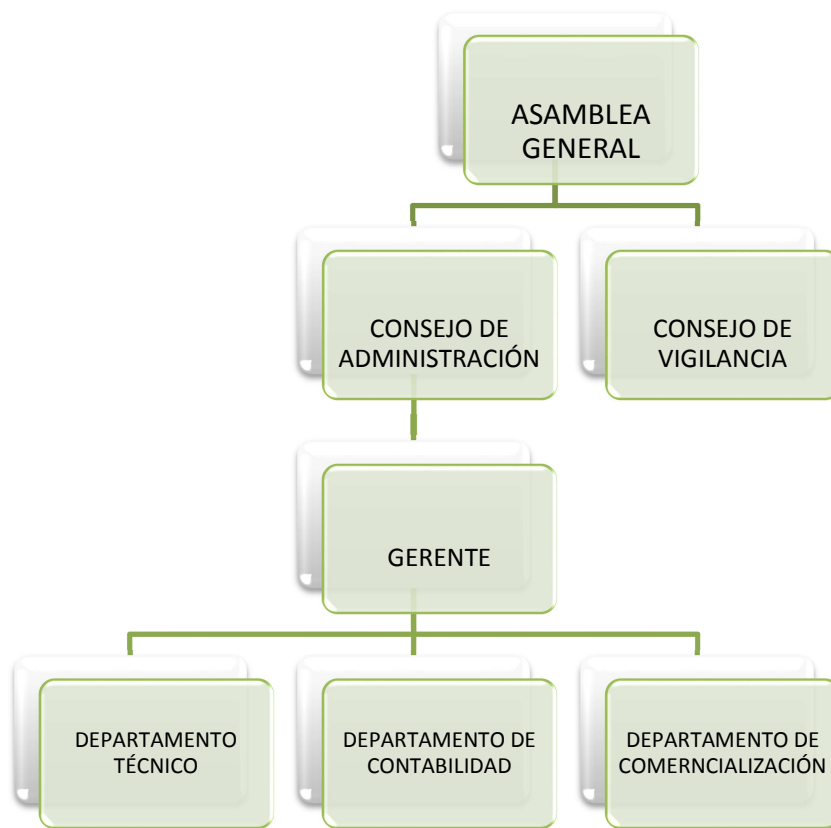 ASAMBLEA
GENERAL
CONSEJO DE
ADMINISTRACIÓN
CONSEJO DE
VIGILANCIA
GERENTE
DEPARTAMENTO
TÉCNICO
DEPARTAMENTO DE
CONTABILIDAD
DEPARTAMENTO DE
COMERNCIALIZACIÓN